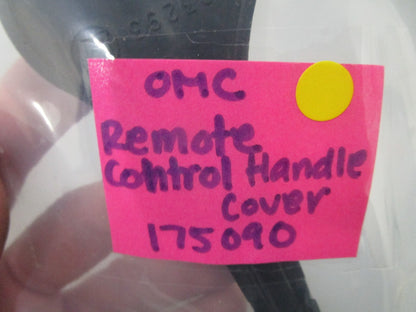 OMC
Remote
Control Handle
Cover
175090